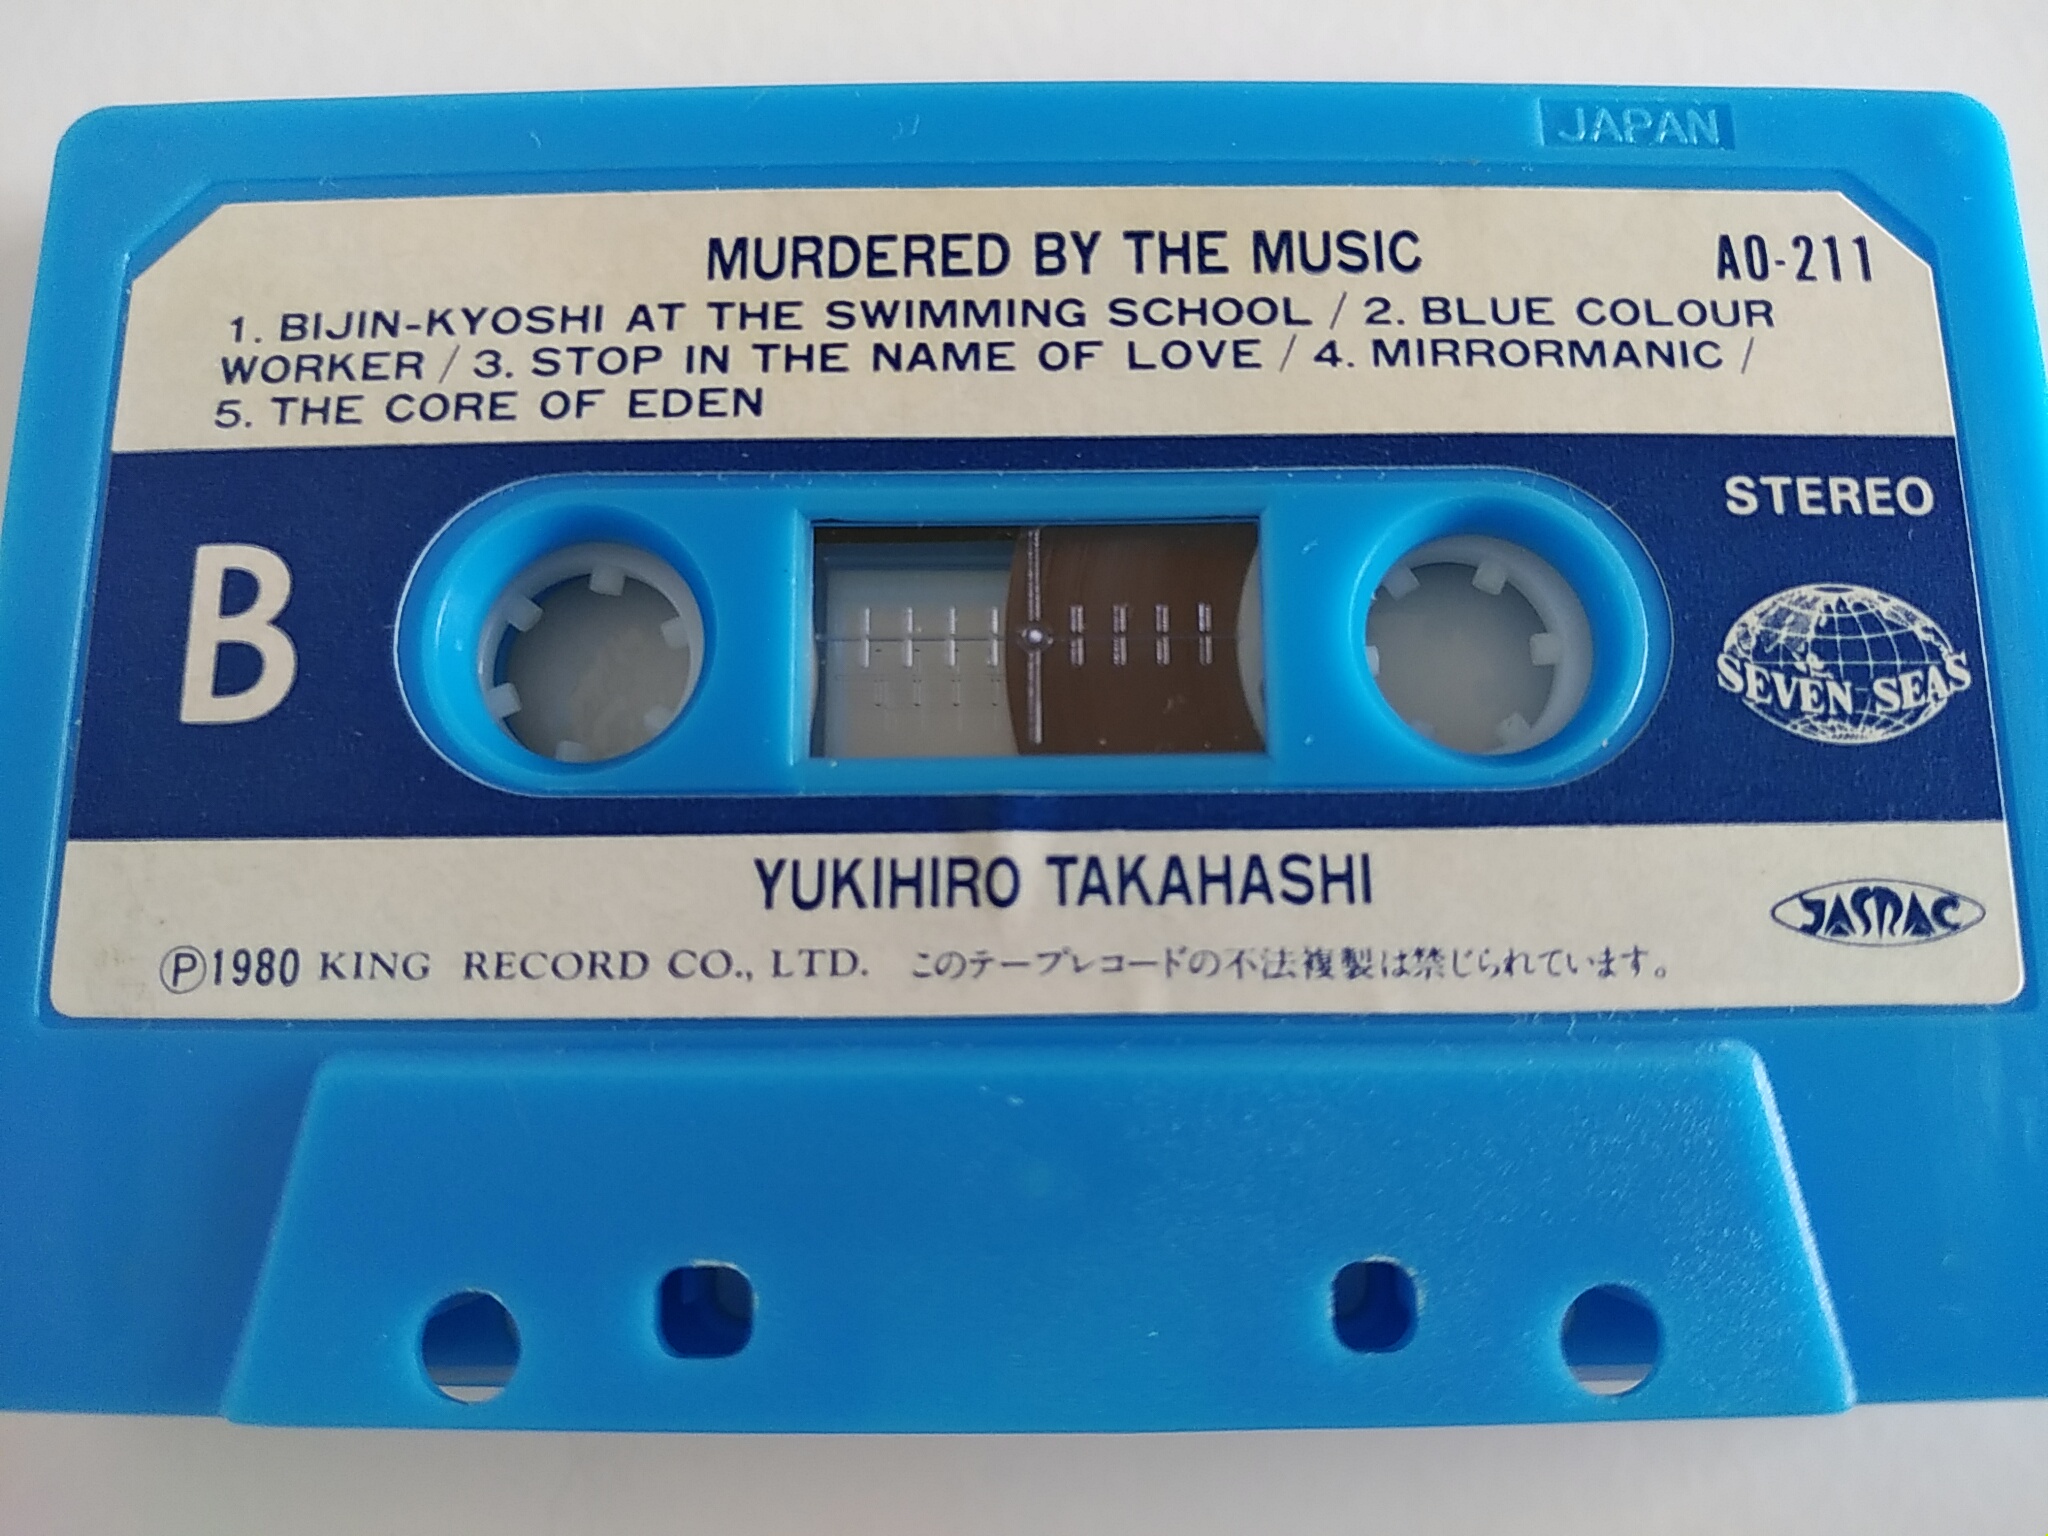 JAPAN
MURDERED BY THE MUSIC
AO-211
1. BIJIN-KYOSHI AT THE SWIMMING SCHOOL / 2. BLUE COLOUR
WORKER / 3. STOP IN THE NAME OF LOVE / 4. MIRRORMANIC /
5. THE CORE OF EDEN
STEREO
B
SEVEN SEAS
YUKIHIRO TAKAHASHI
JASRAC
Ⓟ1980 KING RECORD CO., LTD. このテープレコードの不法複製は禁じられています。